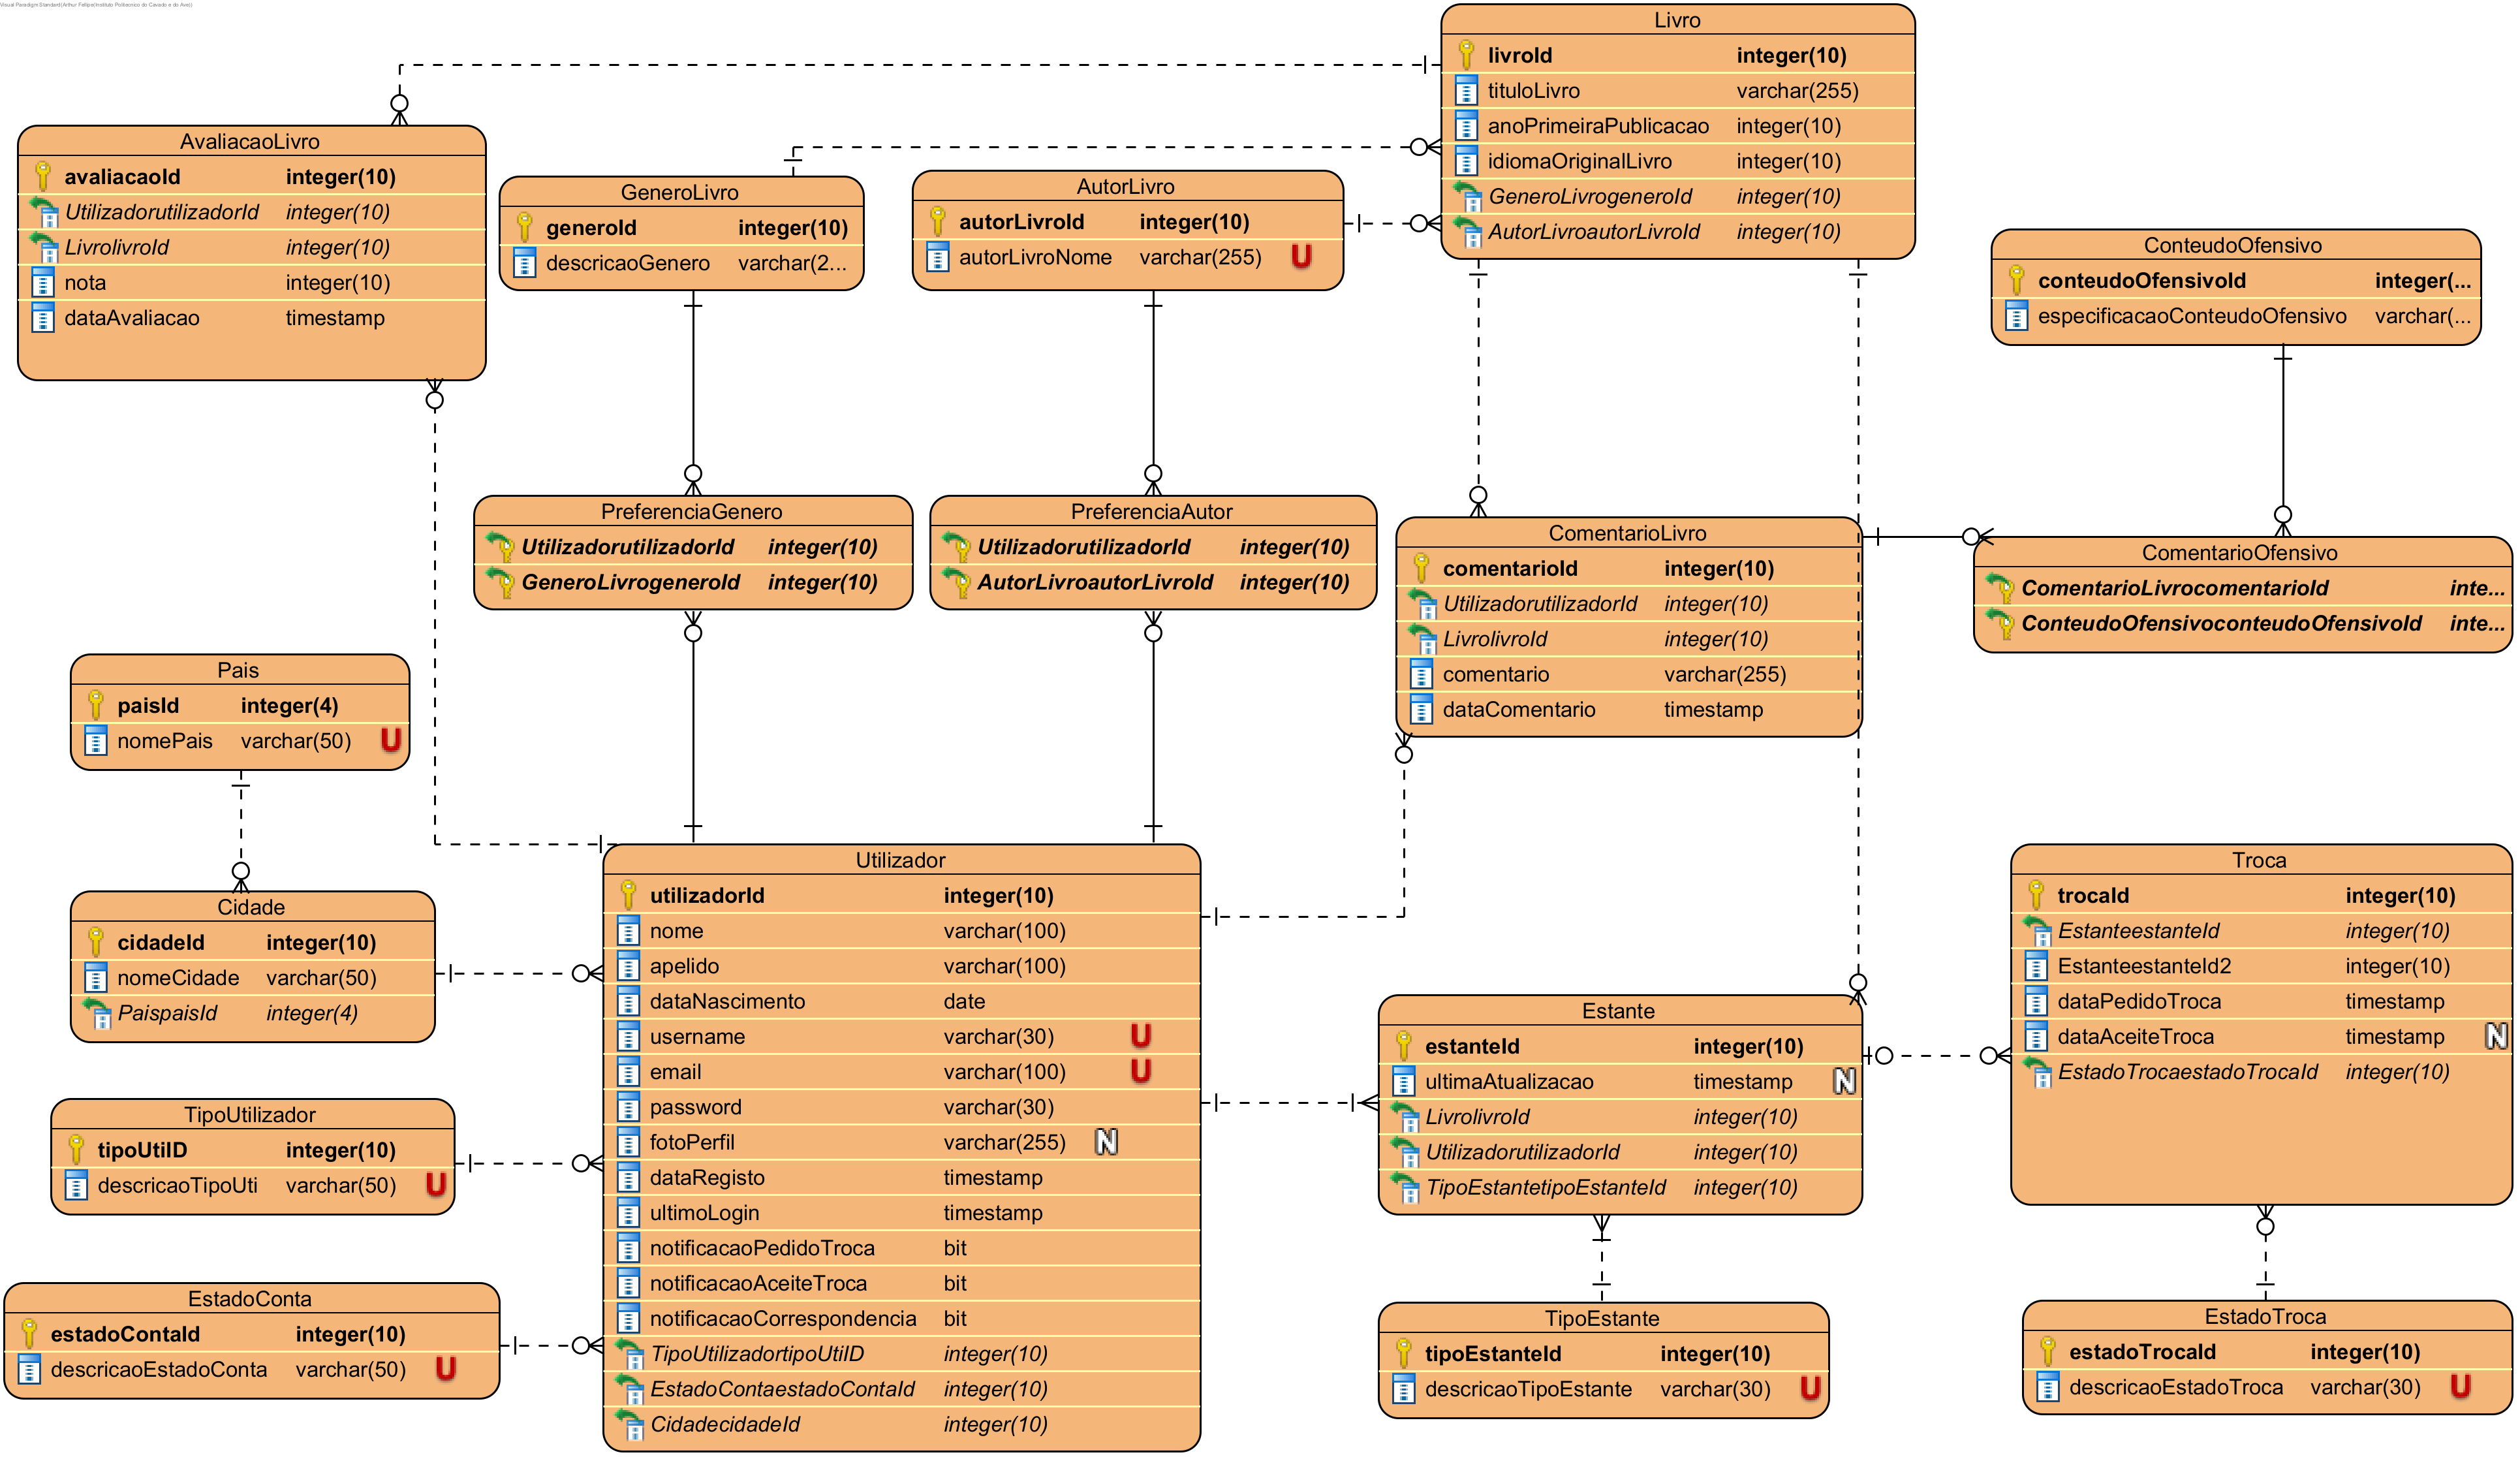 Visual Paradigm Standard(Arthur Fellipe(Instituto Politecnico do Cavado e do Ave))
Livro
livroId integer(10)
tituloLivro varchar(255)
anoPrimeiraPublicacao integer(10)
idiomaOriginalLivro integer(10)
GeneroLivrogeneroId integer(10)
AutorLivroautorLivroId integer(10)
AvaliacaoLivro
avaliacaoId integer(10)
UtilizadorutilizadorId integer(10)
LivrolivroId integer(10)
nota integer(10)
dataAvaliacao timestamp
GeneroLivro
generoId integer(10)
descricaoGenero varchar(2...
AutorLivro
autorLivroId integer(10)
autorLivroNome varchar(255) U
ConteudoOfensivo
conteudoOfensivoId integer(...
especificacaoConteudoOfensivo varchar(...
PreferenciaGenero
UtilizadorutilizadorId integer(10)
GeneroLivrogeneroId integer(10)
PreferenciaAutor
UtilizadorutilizadorId integer(10)
AutorLivroautorLivroId integer(10)
ComentarioLivro
comentarioId integer(10)
UtilizadorutilizadorId integer(10)
LivrolivroId integer(10)
comentario varchar(255)
dataComentario timestamp
ComentarioOfensivo
ComentarioLivrocomentarioId inte...
ConteudoOfensivoconteudoOfensivoId inte...
Pais
paisId integer(4)
nomePais varchar(50) U
Cidade
cidadeId integer(10)
nomeCidade varchar(50)
PaispaisId integer(4)
TipoUtilizador
tipoUtilD integer(10)
descricaoTipoUti varchar(50) U
EstadoConta
estadoContaId integer(10)
descricaoEstadoConta varchar(50) U
Utilizador
utilizadorId integer(10)
nome varchar(100)
apelido varchar(100)
dataNascimento date
username varchar(30) U
email varchar(100) U
password varchar(30)
fotoPerfil varchar(255) N
dataRegisto timestamp
ultimoLogin timestamp
notificacaoPedidoTroca bit
notificacaoAceiteTroca bit
notificacaoCorrespondencia bit
TipoUtilizadortipoUtilD integer(10)
EstadoContaestadoContaId integer(10)
CidadecidadeId integer(10)
Estante
estanteId integer(10)
ultimaAtualizacao timestamp N
LivrolivroId integer(10)
UtilizadorutilizadorId integer(10)
TipoEstantetipoEstanteId integer(10)
TipoEstante
tipoEstanteId integer(10)
descricaoTipoEstante varchar(30) U
Troca
trocaId integer(10)
EstanteestanteId integer(10)
EstanteestanteId2 integer(10)
dataPedidoTroca timestamp
dataAceiteTroca timestamp N
EstadoTrocaestadoTrocaId integer(10)
EstadoTroca
estadoTrocaId integer(10)
descricaoEstadoTroca varchar(30) U